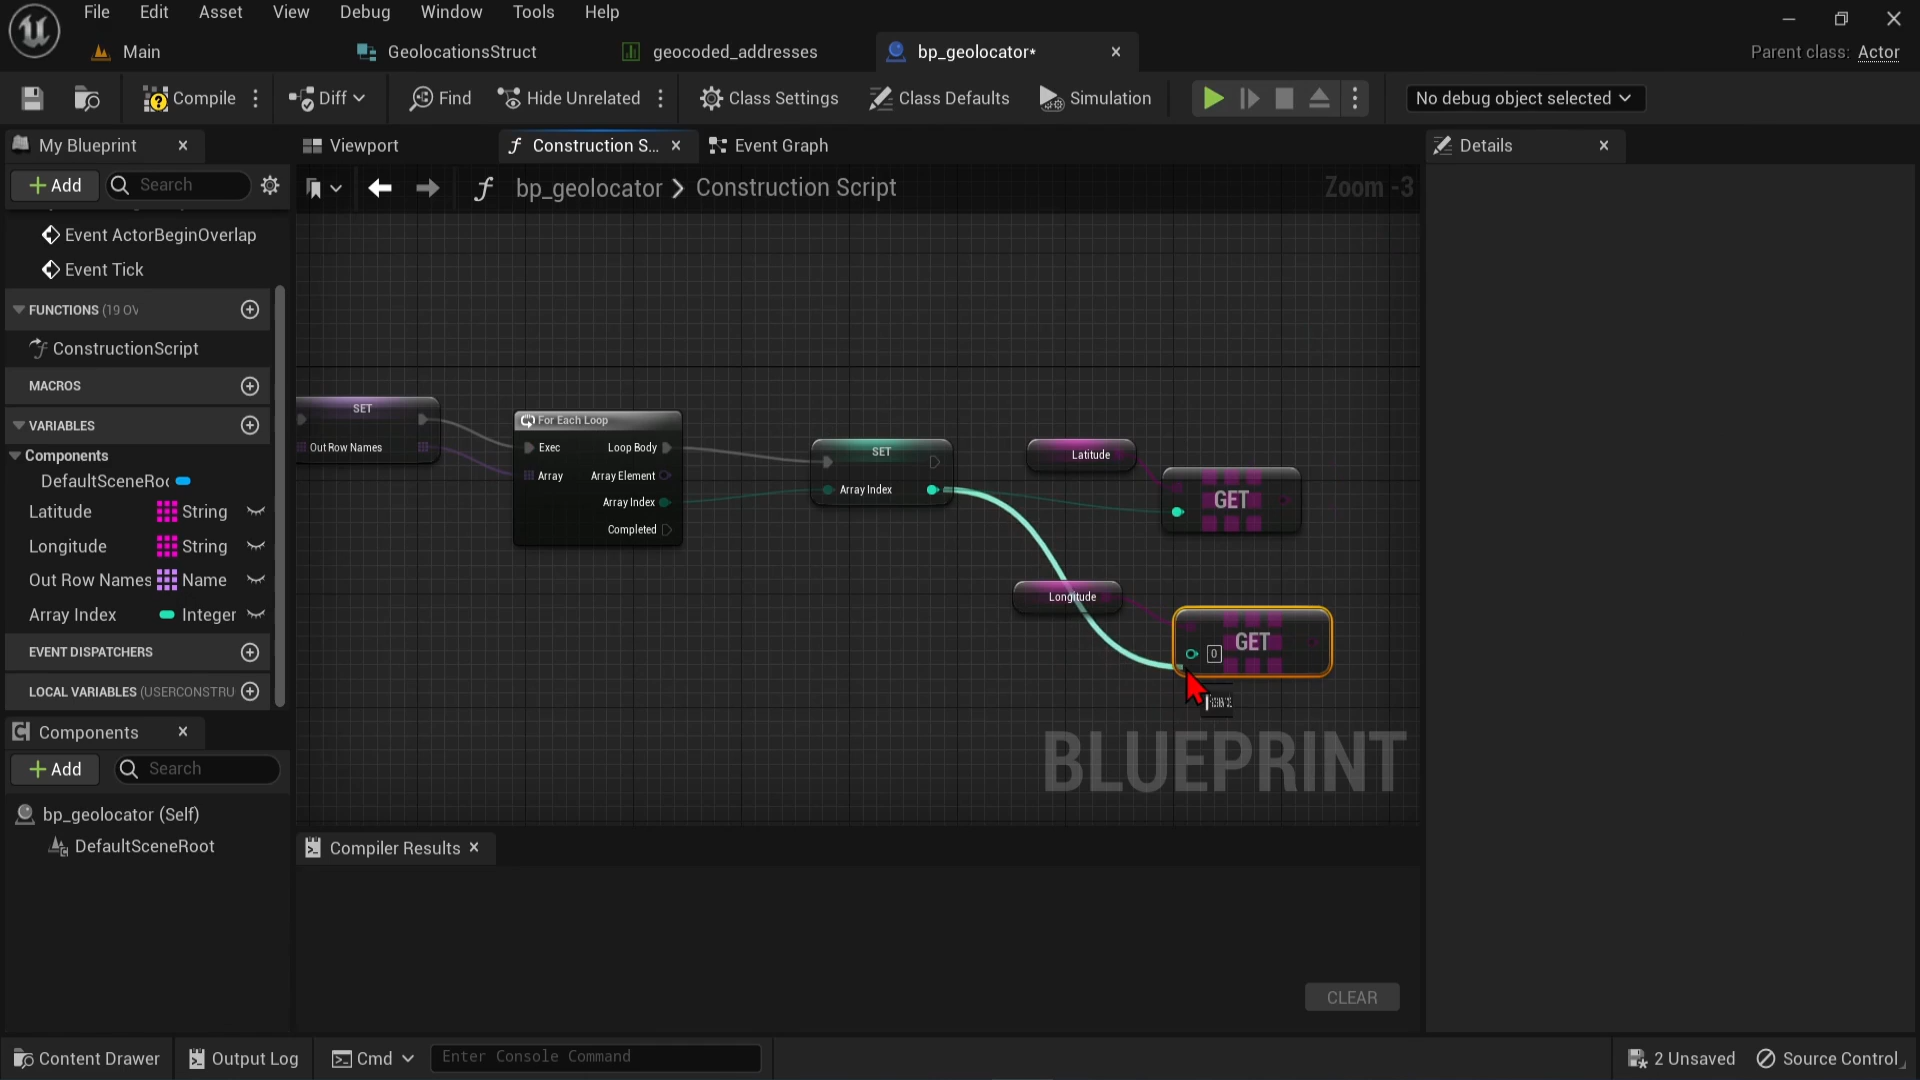 File Edit Asset View Debug Window Tools Help
Main GeolocationsStruct geocoded_addresses bp_geolocator* Parent class: Actor
Compile Diff Find Hide Unrelated Class Settings Class Defaults Simulation No debug object selected
My Blueprint Viewport Construction S... Event Graph Details
Add Search bp_geolocator Construction Script Zoom -3
Event ActorBeginOverlap
Event Tick
FUNCTIONS (19 OV
ConstructionScript
MACROS
VARIABLES
Components
DefaultSceneRoo
Latitude String
Longitude String
Out Row Names Name
Array Index Integer
EVENT DISPATCHERS
LOCAL VARIABLES (USERCONSTRU
SET
Out Row Names
For Each Loop
Exec Loop Body
Array Array Element
Array Index
Completed
SET
Array Index
Latitude
GET
Longitude
0 GET
BLUEPRINT
Components
Add Search
bp_geolocator (Self)
DefaultSceneRoot
Compiler Results
CLEAR
Content Drawer Output Log Cmd Enter Console Command 2 Unsaved Source Control